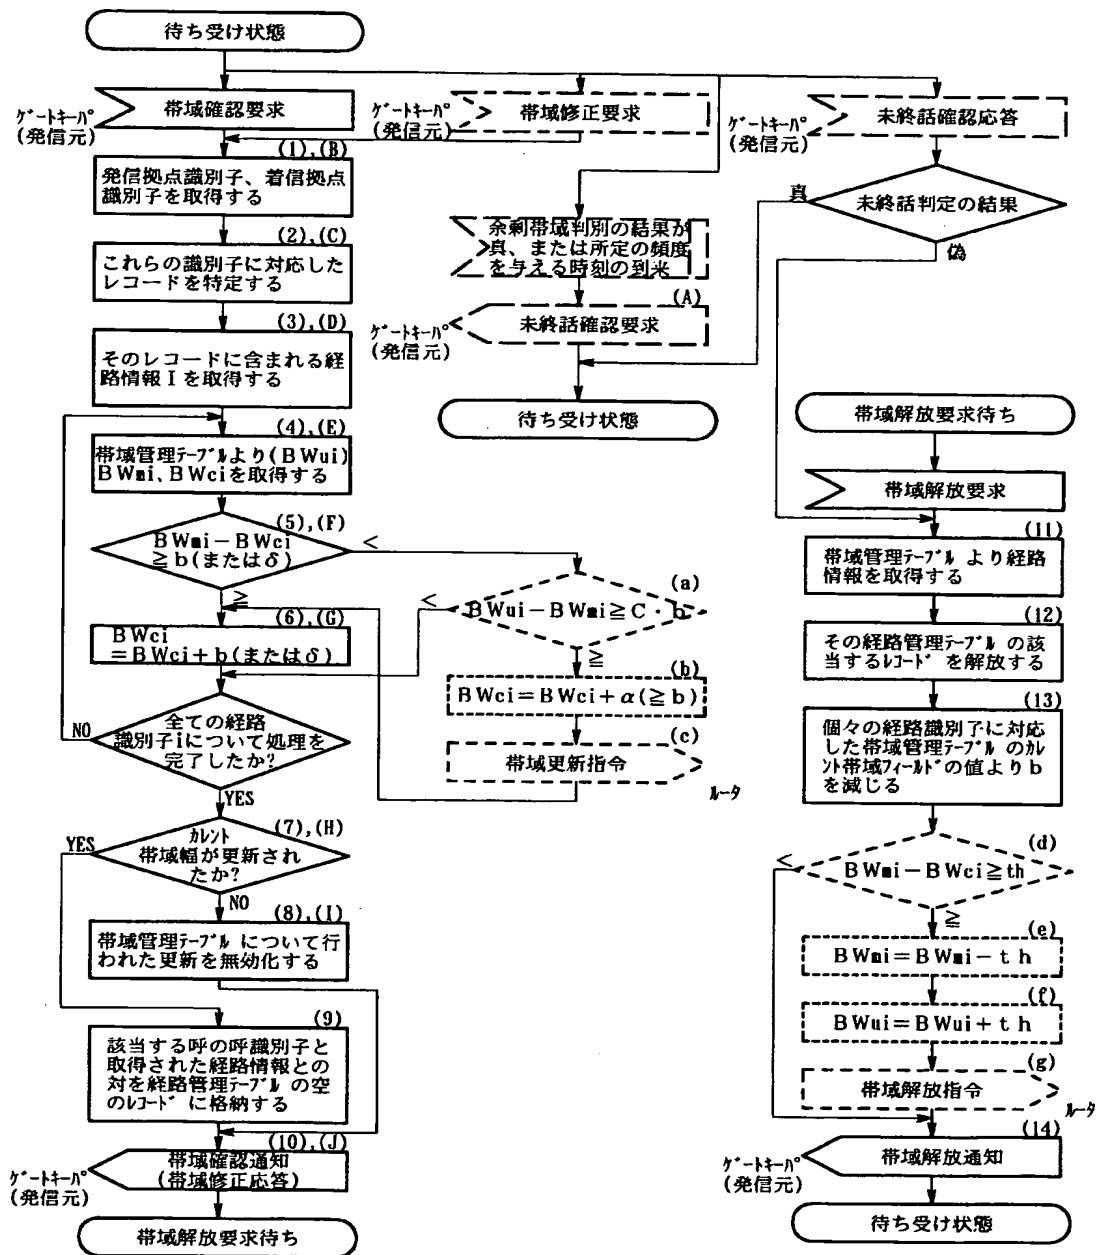 待ち受け状態
ｹﾞｰﾄｷｰﾊﾟ
(発信元)
帯域確認要求
ｹﾞｰﾄｷｰﾊﾟ
(発信元)
帯域修正要求
ｹﾞｰﾄｷｰﾊﾟ
(発信元)
未終話確認応答
(1),(B)
発信拠点識別子、着信拠点
識別子を取得する
(2),(C)
これらの識別子に対応した
レコードを特定する
(3),(D)
そのレコードに含まれる経
路情報Ｉを取得する
(4),(E)
帯域管理ﾃｰﾌﾞﾙより(BWui)
BWmi、BWciを取得する
(5),(F)
BWmi－BWci
≧b(またはδ)
＜
≧
(6),(G)
BWci
＝BWci＋b(またはδ)
全ての経路
識別子iについて処理を
完了したか?
NO
YES
(7),(H)
ｶﾚﾝﾄ
帯域幅が更新され
たか?
YES
NO
(8),(I)
帯域管理ﾃｰﾌﾞﾙ について行
われた更新を無効化する
(9)
該当する呼の呼識別子と
取得された経路情報との
対を経路管理ﾃｰﾌﾞﾙ の空
のﾚｺｰﾄﾞ に格納する
(10),(J)
ｹﾞｰﾄｷｰﾊﾟ
(発信元)
帯域確認通知
(帯域修正応答)
帯域解放要求待ち
余剰帯域判別の結果が
真、または所定の頻度
を与える時刻の到来
(A)
ｹﾞｰﾄｷｰﾊﾟ
(発信元)
未終話確認要求
待ち受け状態
(a)
BWui－BWmi≧C・b
＜
≧
(b)
BWci＝BWci＋α(≧b)
(c)
帯域更新指令
ﾙｰﾀ
未終話判定の結果
真
偽
帯域解放要求待ち
帯域解放要求
(11)
帯域管理ﾃｰﾌﾞﾙ より経路
情報を取得する
(12)
その経路管理ﾃｰﾌﾞﾙ の該
当するﾚｺｰﾄﾞ を解放する
(13)
個々の経路識別子に対応
した帯域管理ﾃｰﾌﾞﾙ のｶﾚ
ﾝﾄ帯域ﾌｨｰﾙﾄﾞの値よりb
を減じる
(d)
BWmi－BWci≧th
＜
≧
(e)
BWmi＝BWmi－th
(f)
BWui＝BWui＋th
(g)
帯域解放指令
ﾙｰﾀ
(14)
ｹﾞｰﾄｷｰﾊﾟ
(発信元)
帯域解放通知
待ち受け状態